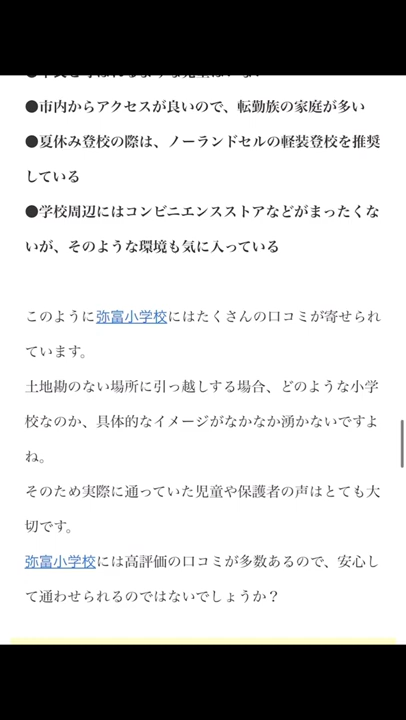 ●市内からアクセスが良いので、転勤族の家庭が多い
●夏休み登校の際は、ノーランドセルの軽装登校を推奨
している
●学校周辺にはコンビニエンスストアなどがまったくな
いが、そのような環境も気に入っている
このように弥富小学校にはたくさんの口コミが寄せられ
ています。
土地勘のない場所に引っ越しする場合、どのような小学
校なのか、具体的なイメージがなかなか湧かないですよ
ね。
そのため実際に通っていた児童や保護者の声はとても大
切です。
弥富小学校には高評価の口コミが多数あるので、安心し
て通わせられるのではないでしょうか？